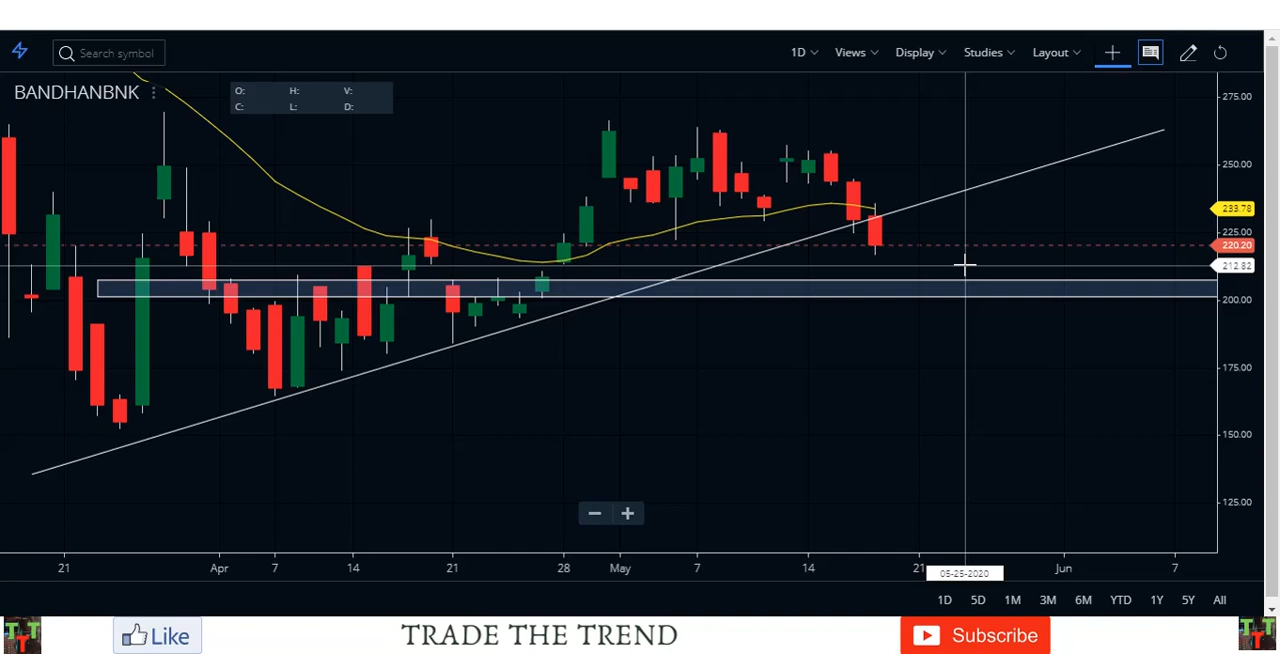 Search symbol
1D Views Display Studies Layout
BANDHANBNK
O: H: V:
C: L: D:
275.00
250.00
233.78
225.00
220.20
212.82
200.00
175.00
150.00
125.00
21 Apr 7 14 21 28 May 7 14 21 Jun 7
05-25-2020
1D 5D 1M 3M 6M YTD 1Y 5Y All
TTT Like TRADE THE TREND Subscribe TTT